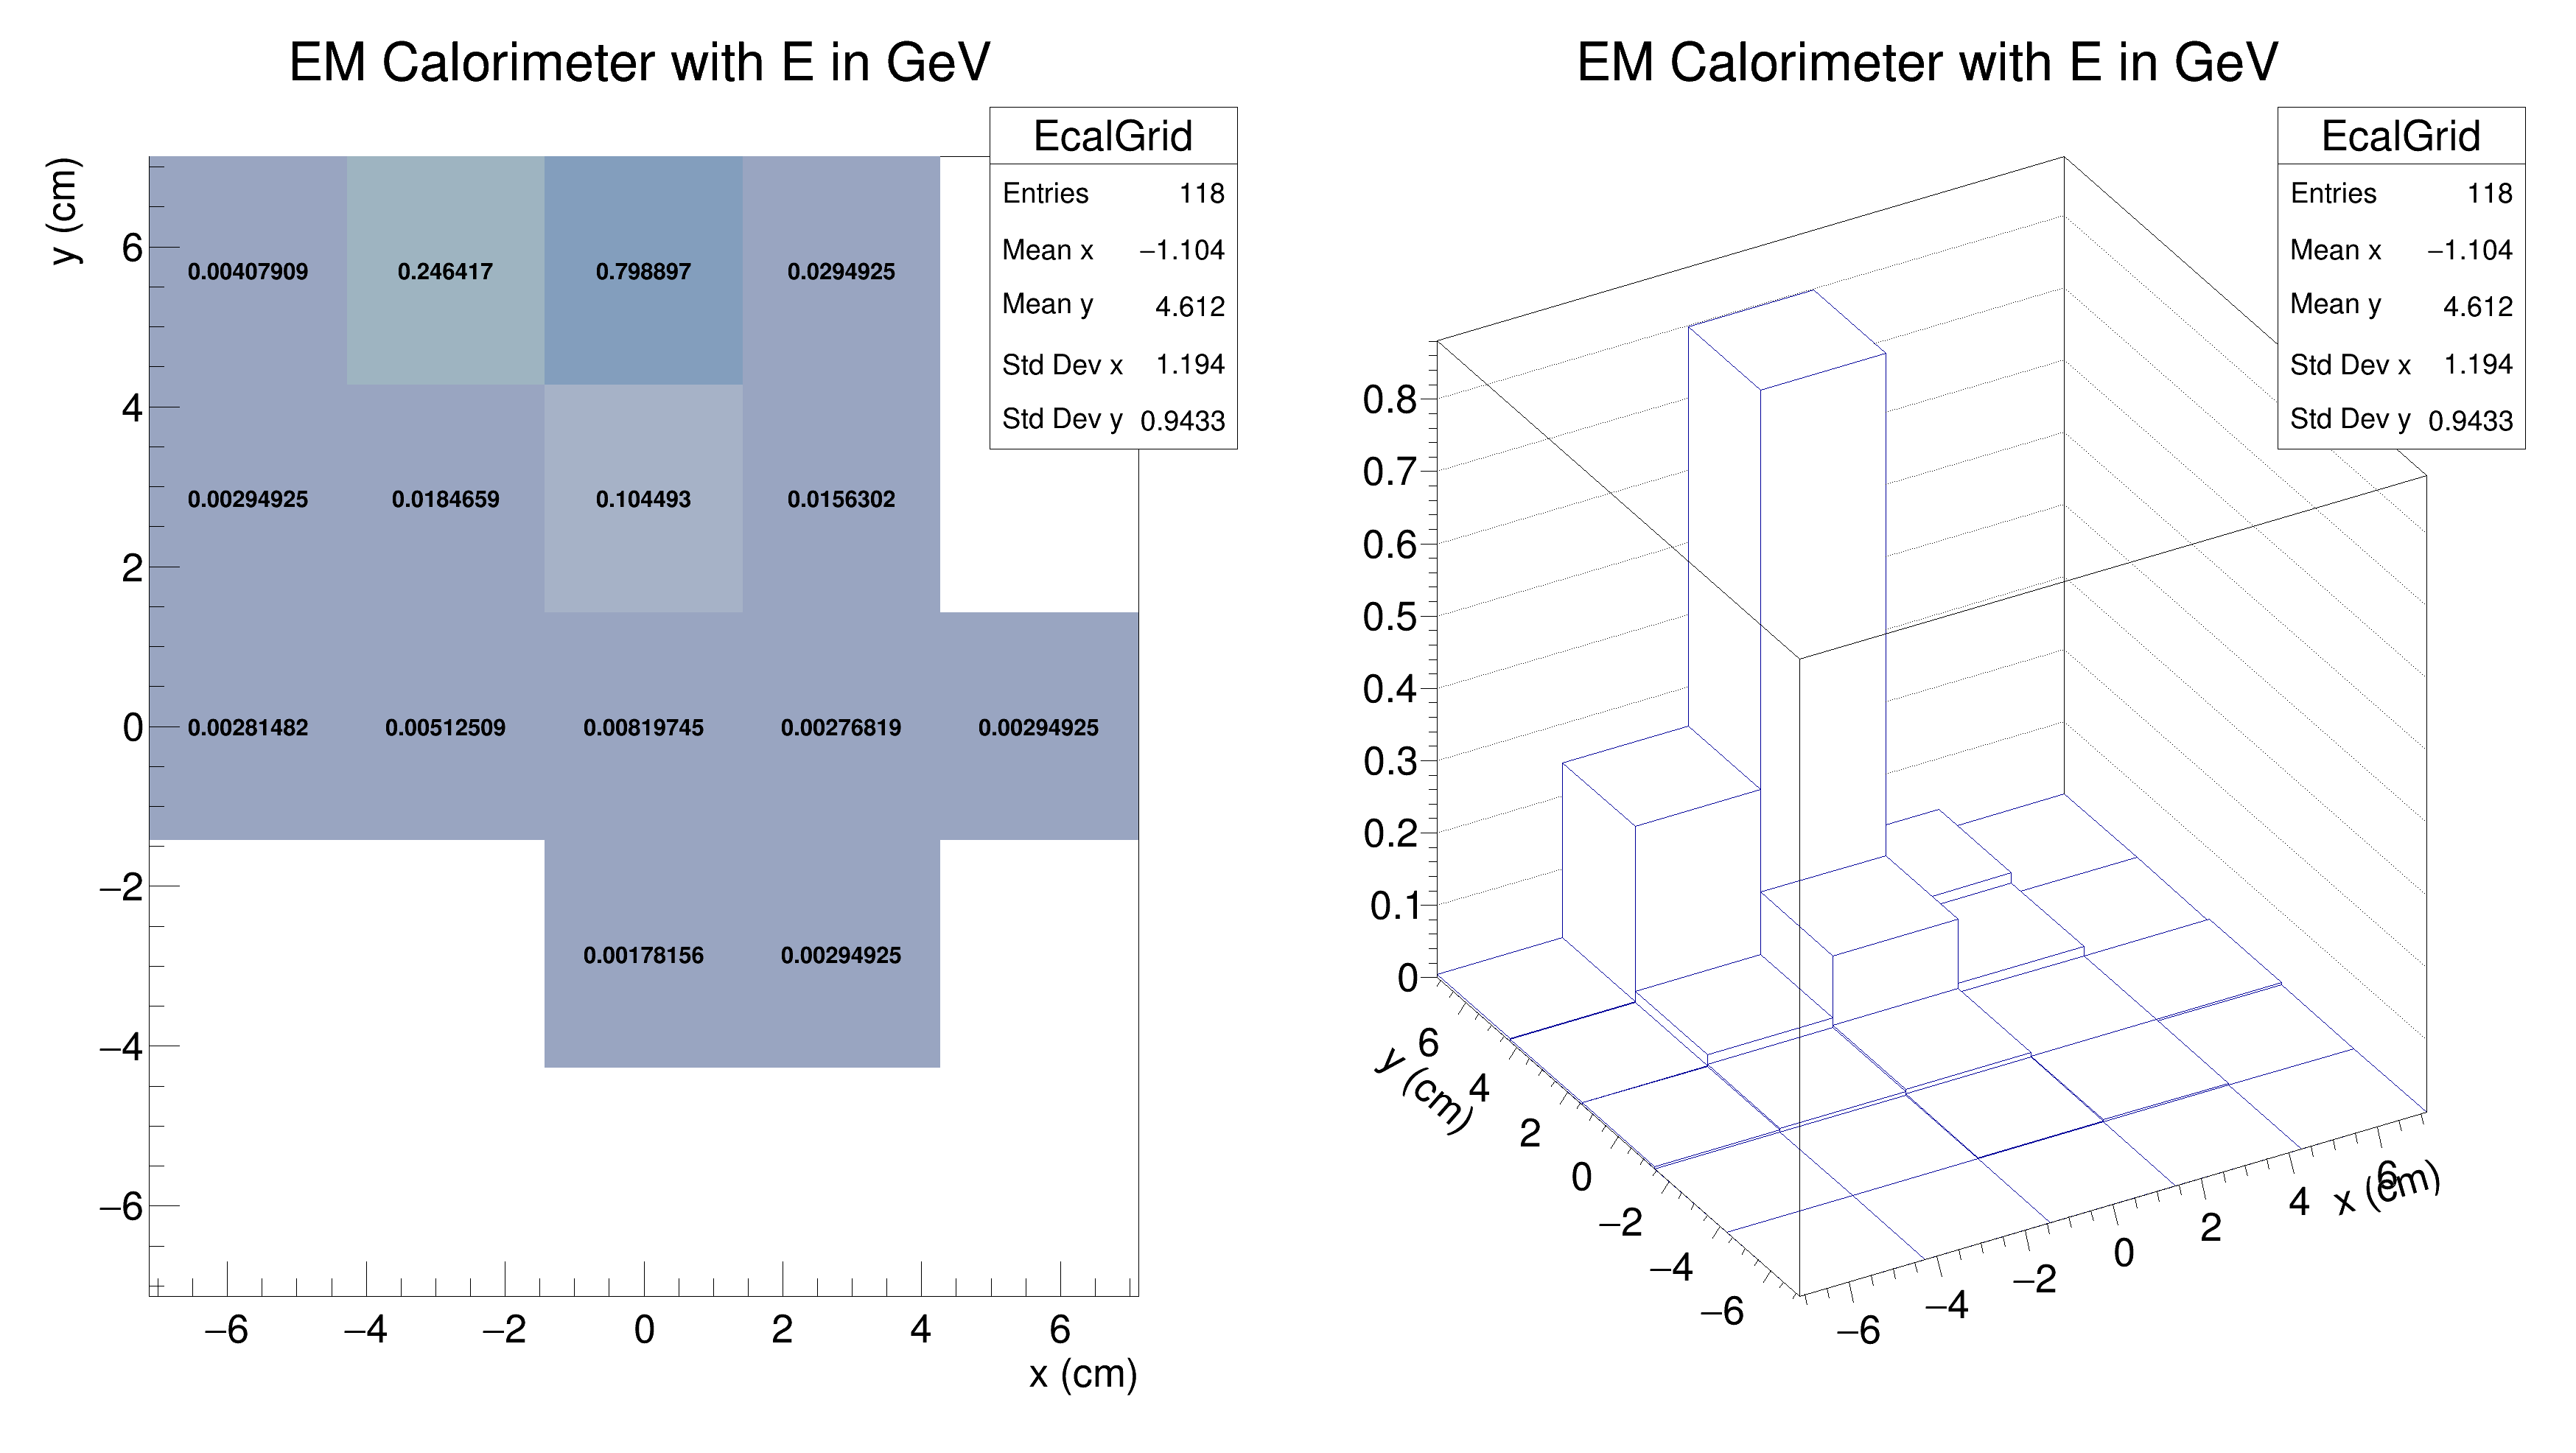 EM Calorimeter with E in GeV
EcalGrid
Entries 118
Mean x −1.104
Mean y 4.612
Std Dev x 1.194
Std Dev y 0.9433
y (cm)
6
4
2
0
−2
−4
−6
0.00407909 0.246417 0.798897 0.0294925
0.00294925 0.0184659 0.104493 0.0156302
0.00281482 0.00512509 0.00819745 0.00276819 0.00294925
0.00178156 0.00294925
−6 −4 −2 0 2 4 6
x (cm)
EM Calorimeter with E in GeV
EcalGrid
Entries 118
Mean x −1.104
Mean y 4.612
Std Dev x 1.194
Std Dev y 0.9433
0.8
0.7
0.6
0.5
0.4
0.3
0.2
0.1
0
6
4
2
0
−2
−4
−6
y (cm)
−6
−4
−2
0
2
4
6
x (cm)